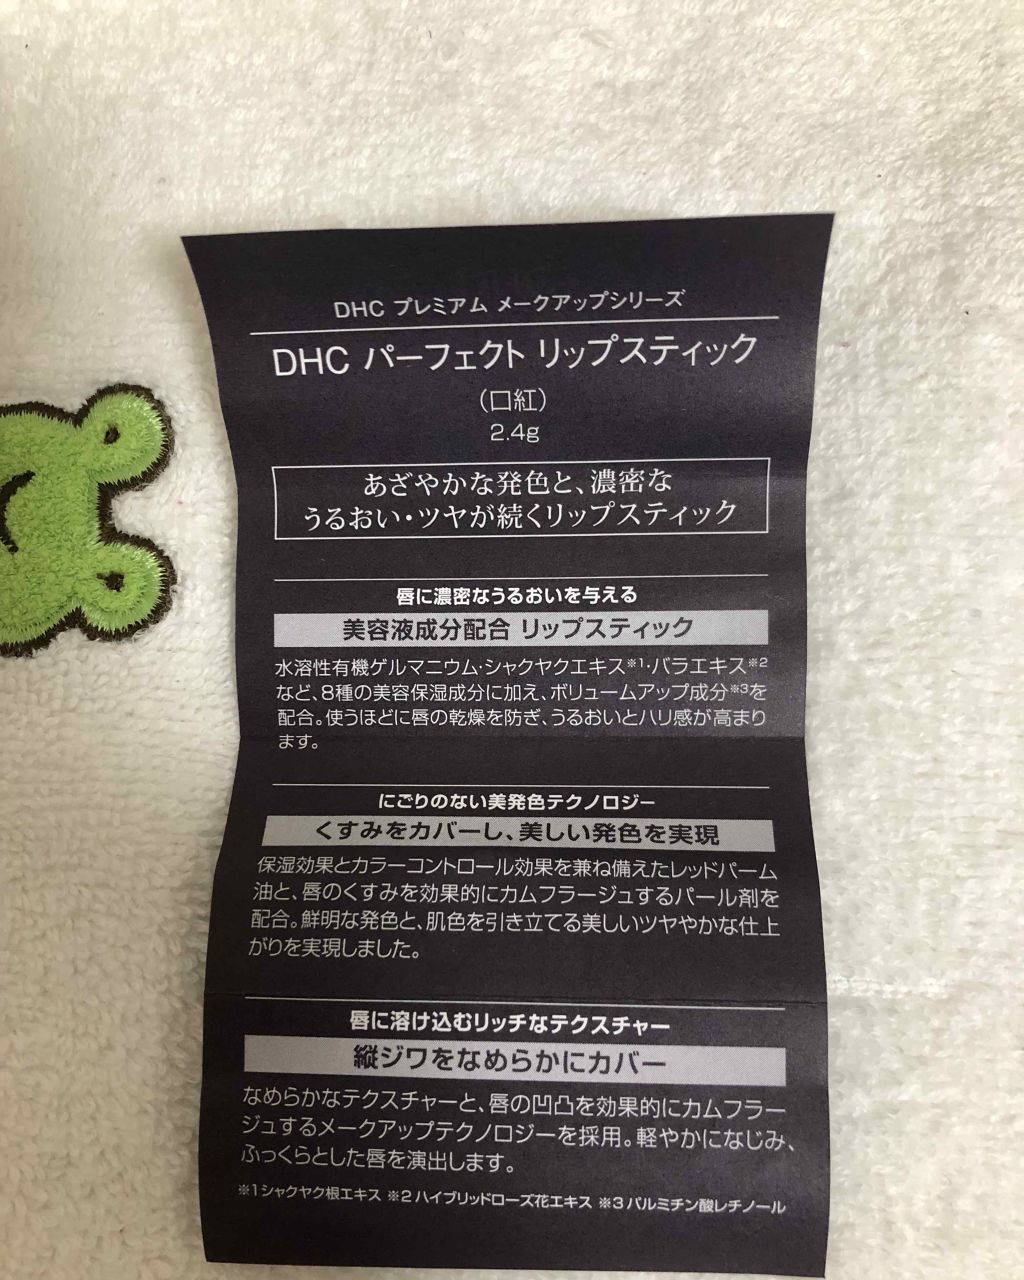 DHC プレミアム メークアップシリーズ
DHC パーフェクト リップスティック
（口紅）
2.4g
あざやかな発色と、濃密な
うるおい・ツヤが続くリップスティック
唇に濃密なうるおいを与える
美容液成分配合 リップスティック
水溶性有機ゲルマニウム・シャクヤクエキス※1・バラエキス※2
など、8種の美容保湿成分に加え、ボリュームアップ成分※3を
配合。使うほどに唇の乾燥を防ぎ、うるおいとハリ感が高まり
ます。
にごりのない美発色テクノロジー
くすみをカバーし、美しい発色を実現
保湿効果とカラーコントロール効果を兼ね備えたレッドパーム
油と、唇のくすみを効果的にカムフラージュするパール剤を
配合。鮮明な発色と、肌色を引き立てる美しいツヤやかな仕上
がりを実現しました。
唇に溶け込むリッチなテクスチャー
縦ジワをなめらかにカバー
なめらかなテクスチャーと、唇の凹凸を効果的にカムフラー
ジュするメークアップテクノロジーを採用。軽やかになじみ、
ふっくらとした唇を演出します。
※1シャクヤク根エキス ※2ハイブリッドローズ花エキス ※3パルミチン酸レチノール